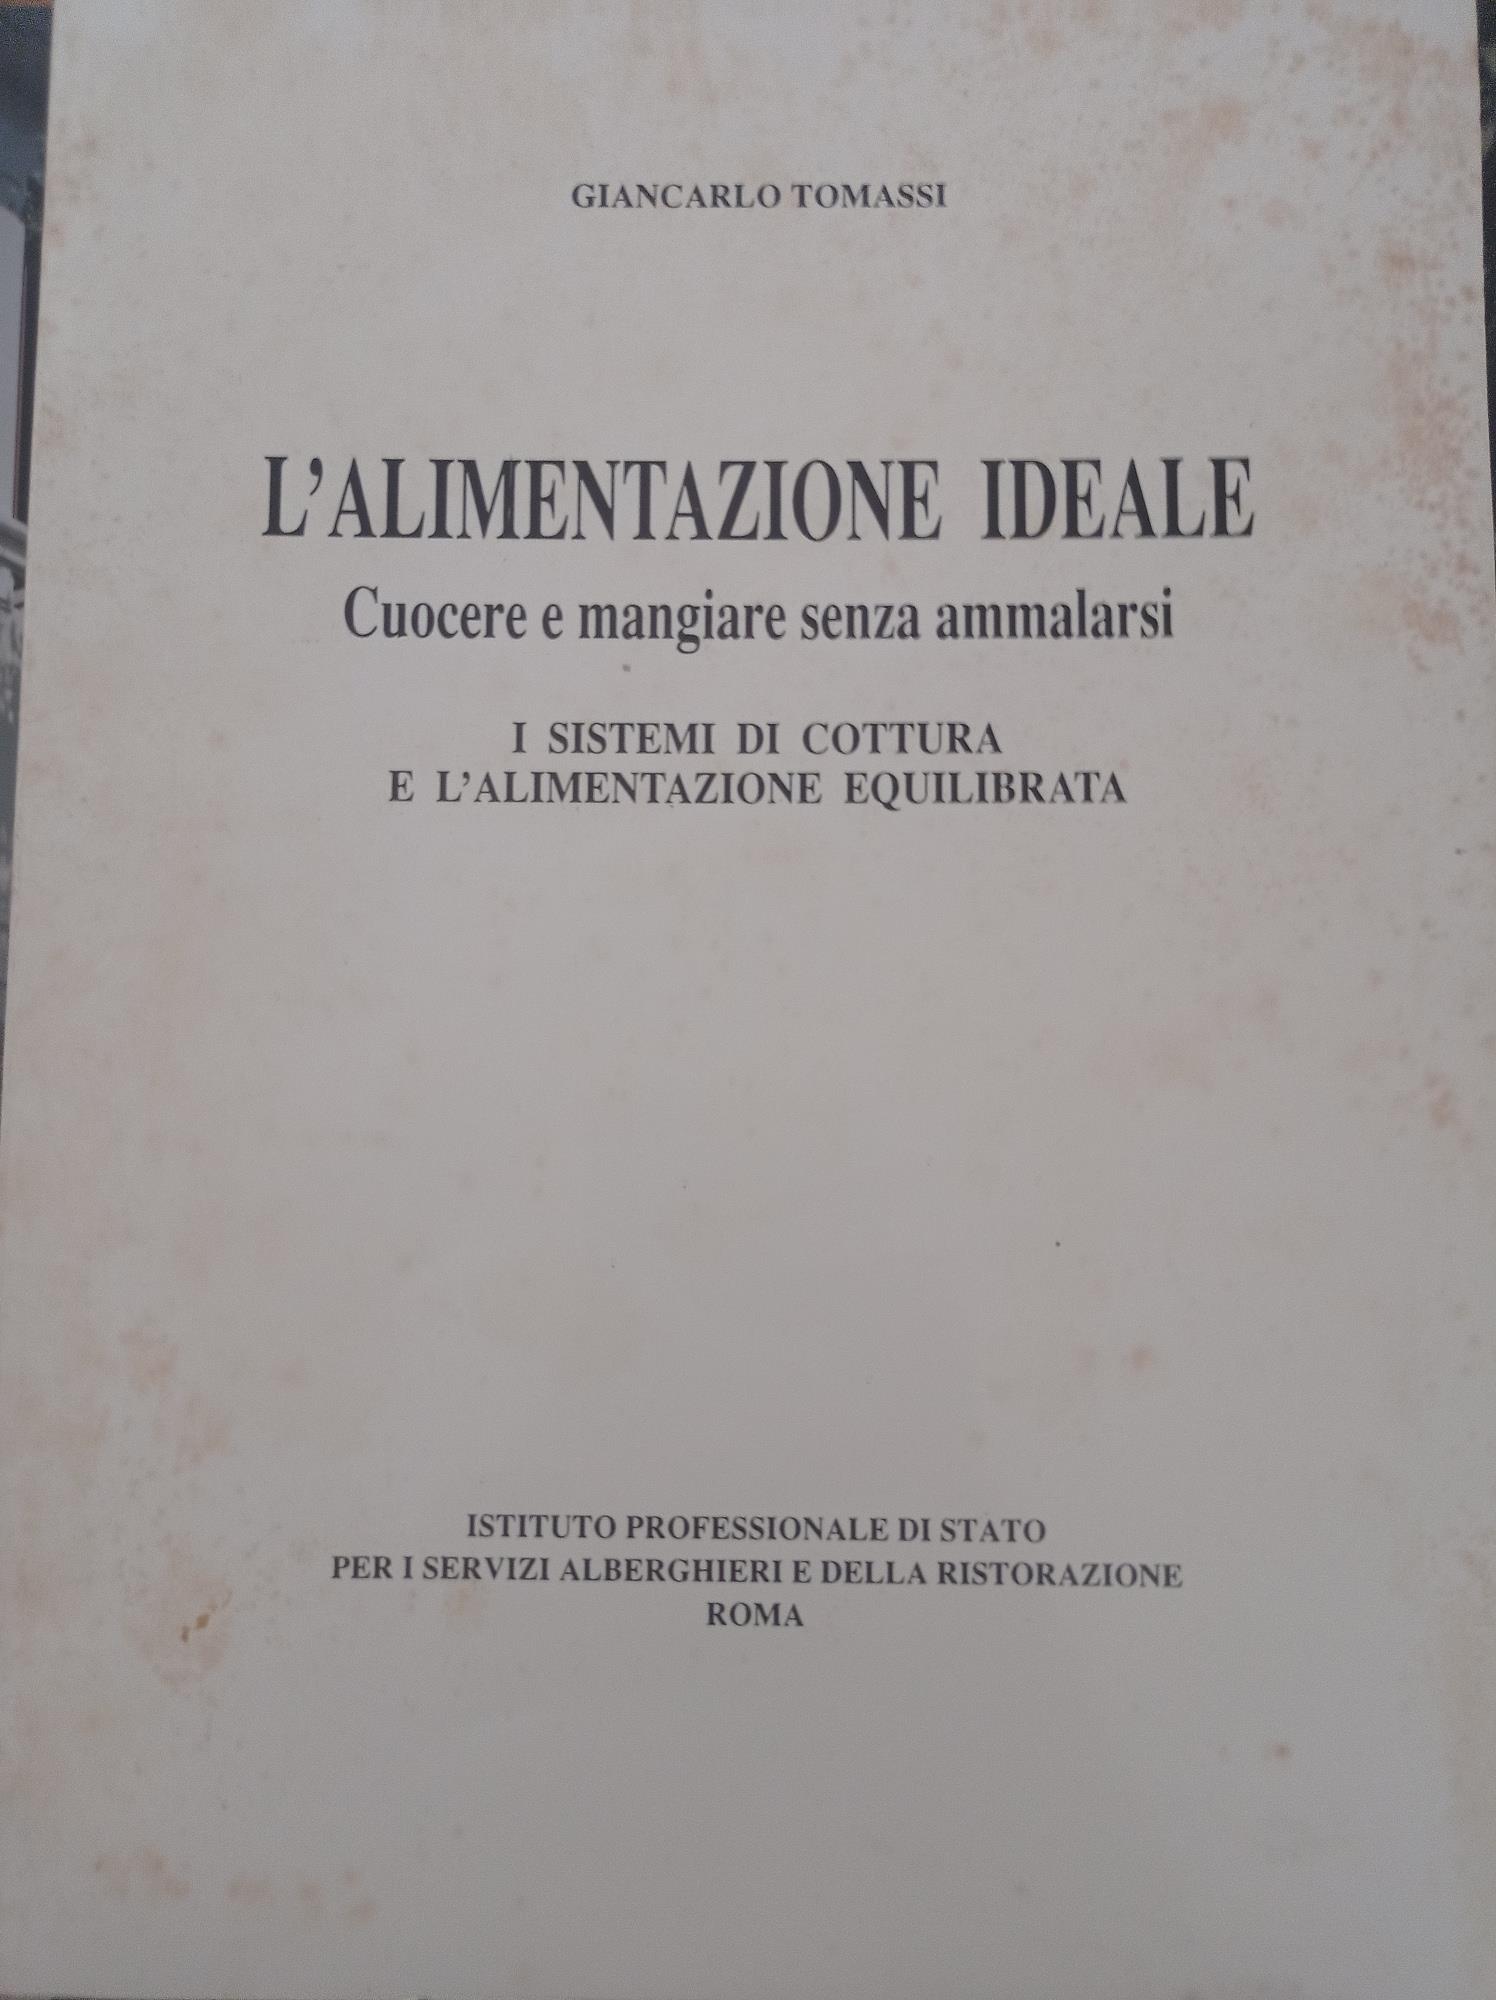 GIANCARLO TOMASSI
L'ALIMENTAZIONE IDEALE
Cuocere e mangiare senza ammalarsi
I SISTEMI DI COTTURA
E L'ALIMENTAZIONE EQUILIBRATA
ISTITUTO PROFESSIONALE DI STATO
PER I SERVIZI ALBERGHIERI E DELLA RISTORAZIONE
ROMA